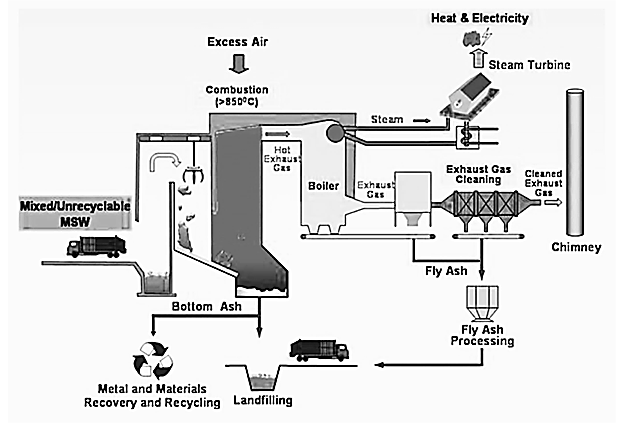 Heat & Electricity
Excess Air
Steam Turbine
Combustion
(>850°C)
Steam
Hot
Exhaust
Gas
Boiler
Exhaust
Gas
Exhaust Gas
Cleaning
Cleaned
Exhaust
Gas
Mixed/Unrecyclable
MSW
Chimney
Fly Ash
Bottom Ash
Fly Ash
Processing
Metal and Materials
Recovery and Recycling
Landfilling